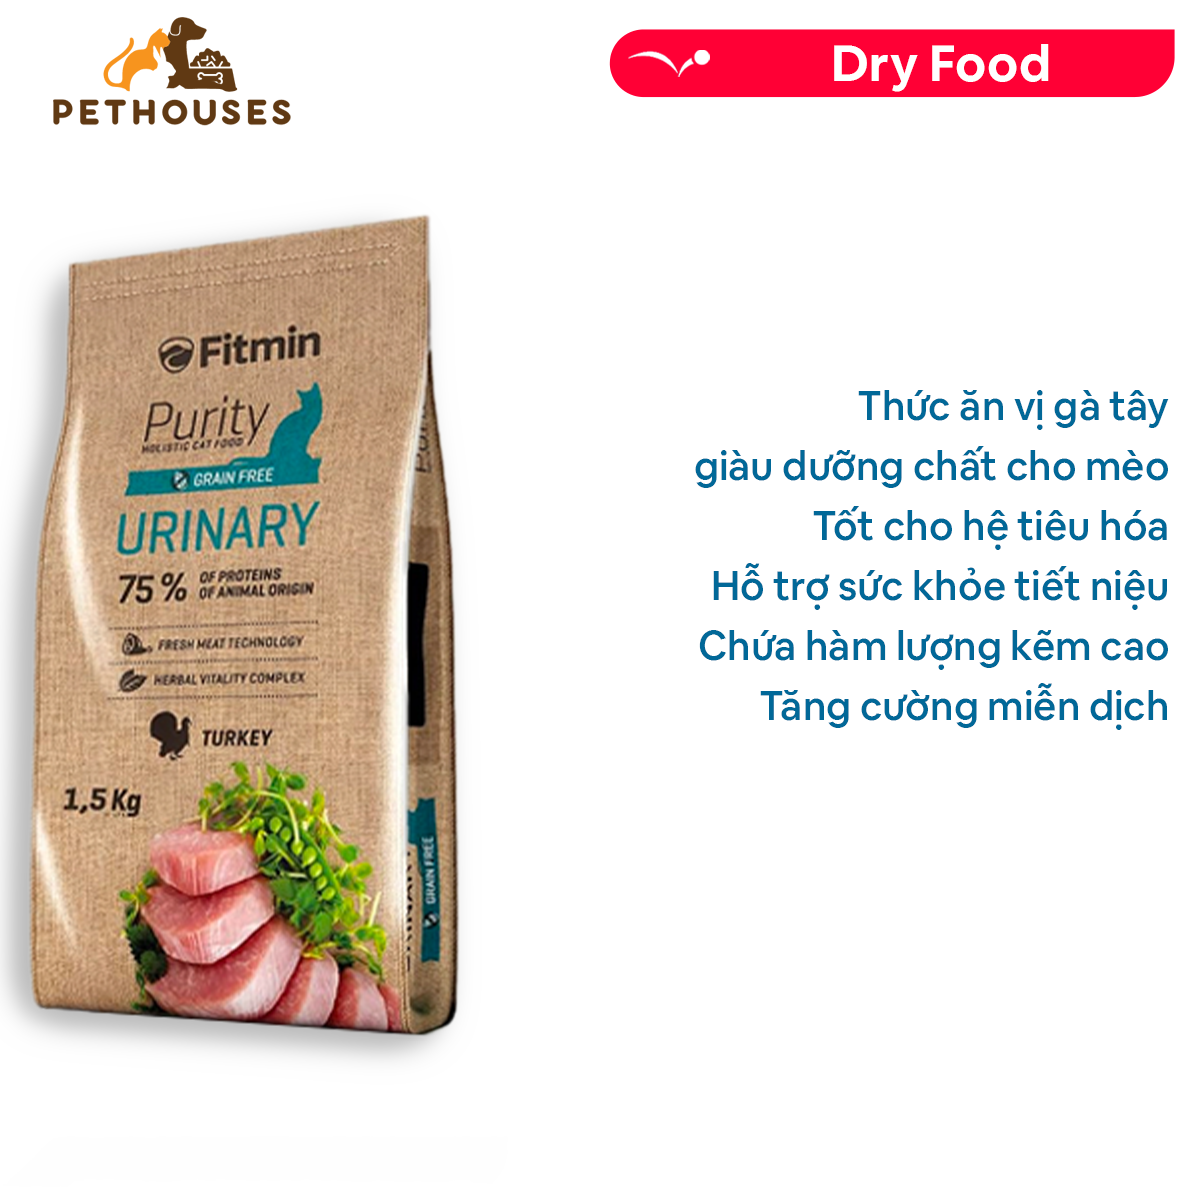 PETHOUSES
Dry Food
Fitmin
Purity
HOLISTIC CAT FOOD
GRAIN FREE
URINARY
75 % OF PROTEINS
OF ANIMAL ORIGIN
FRESH MEAT TECHNOLOGY
HERBAL VITALITY COMPLEX
TURKEY
1,5 Kg
GRAIN FREE
Thức ăn vị gà tây
giàu dưỡng chất cho mèo
Tốt cho hệ tiêu hóa
Hỗ trợ sức khỏe tiết niệu
Chứa hàm lượng kẽm cao
Tăng cường miễn dịch